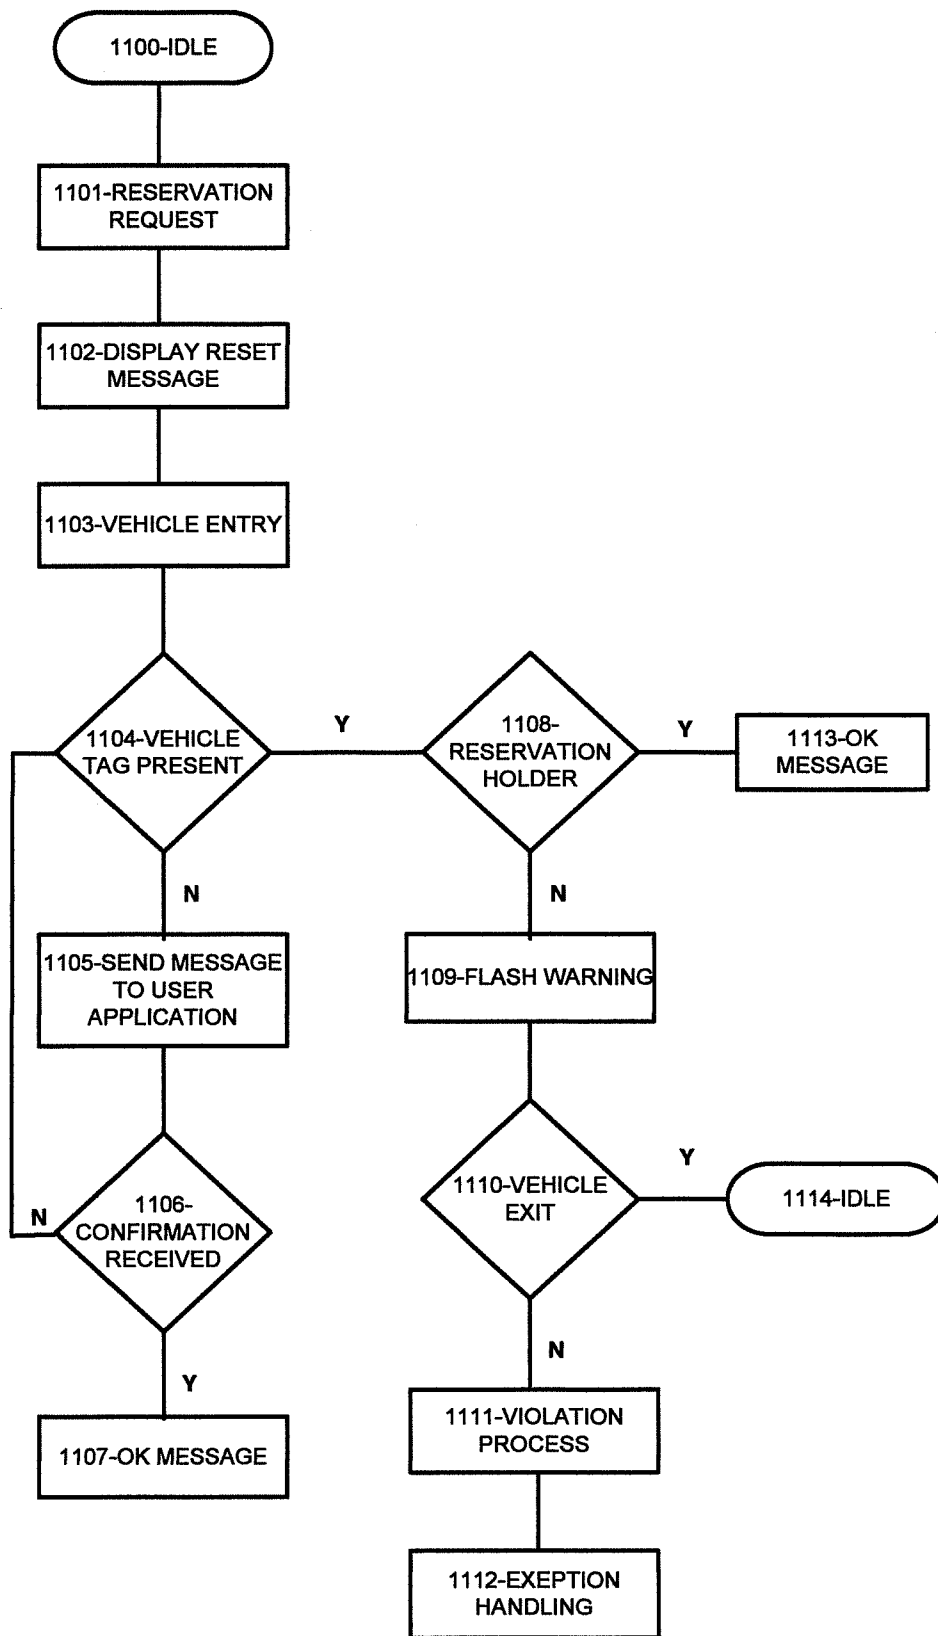 1100-IDLE
1101-RESERVATION
REQUEST
1102-DISPLAY RESET
MESSAGE
1103-VEHICLE ENTRY
1104-VEHICLE
TAG PRESENT
Y
1108-
RESERVATION
HOLDER
Y
1113-OK
MESSAGE
N
1105-SEND MESSAGE
TO USER
APPLICATION
N
1109-FLASH WARNING
1106-
CONFIRMATION
RECEIVED
N
1110-VEHICLE
EXIT
Y
1114-IDLE
Y
1107-OK MESSAGE
N
1111-VIOLATION
PROCESS
1112-EXEPTION
HANDLING